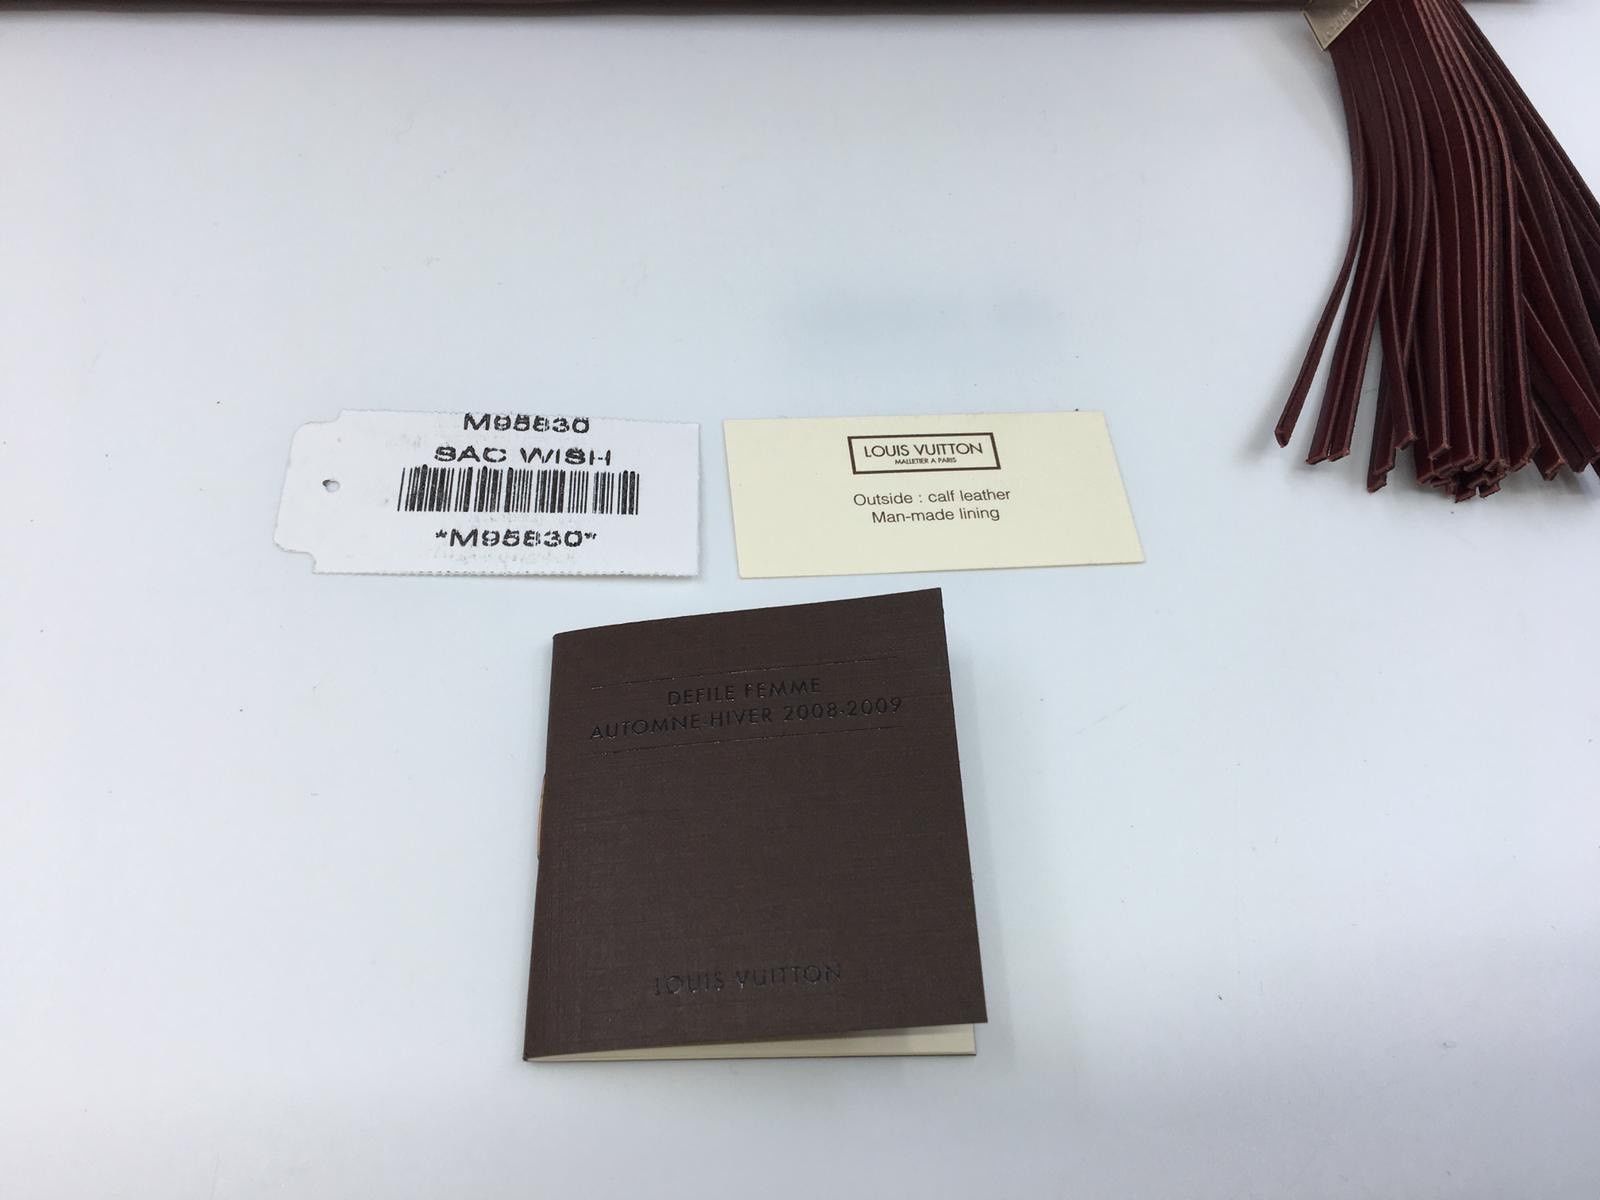 M95830
SAC WISH
*M95830*
LOUIS VUITTON
MALLETIER A PARIS
Outside : calf leather
Man-made lining
DEFILE FEMME
AUTOMNE-HIVER 2008-2009
LOUIS VUITTON